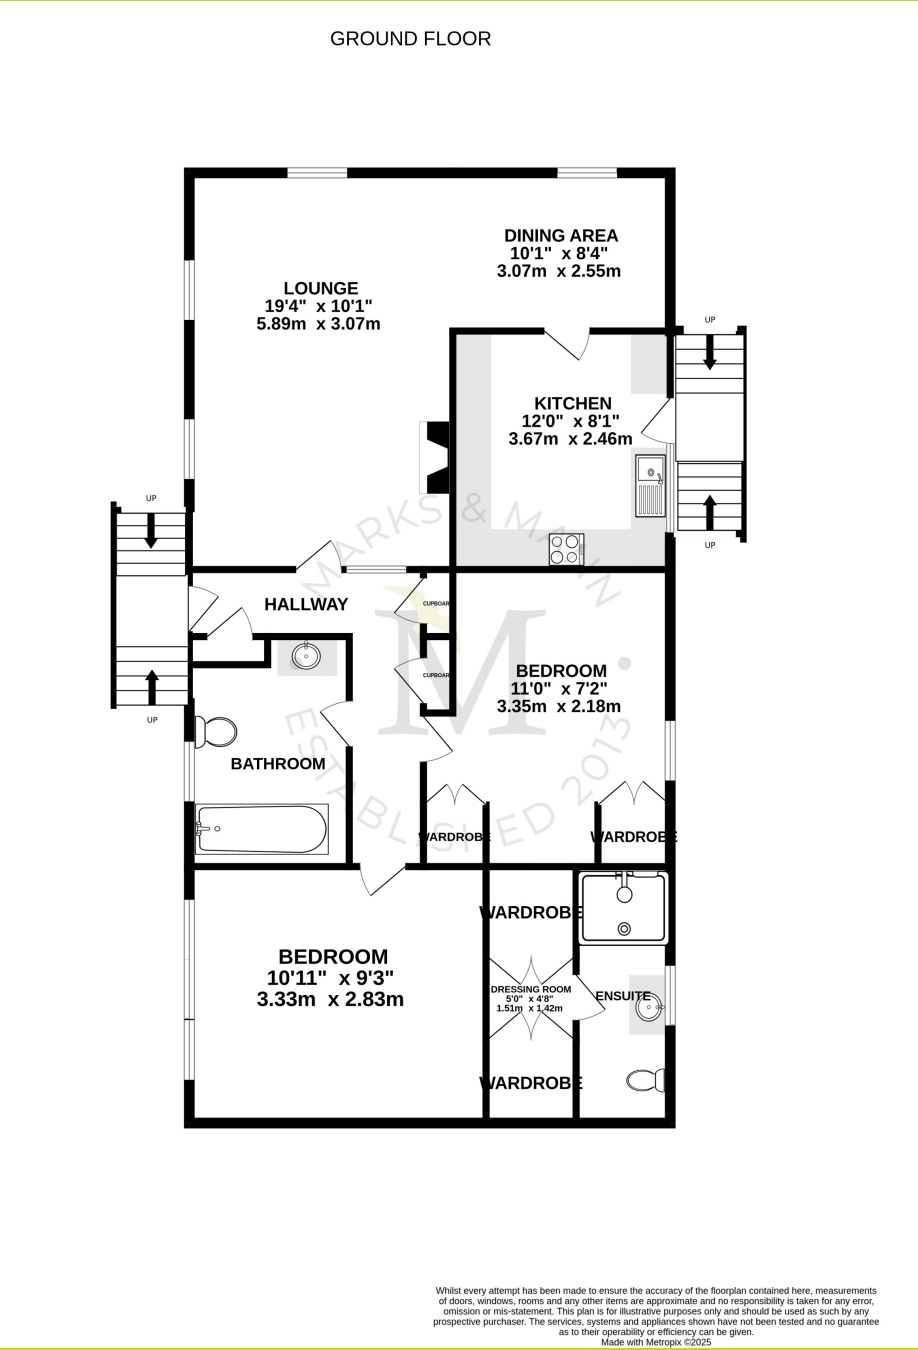 GROUND FLOOR
DINING AREA
10'1" x 8'4"
3.07m x 2.55m
LOUNGE
19'4" x 10'1"
5.89m x 3.07m
UP
KITCHEN
12'0" x 8'1"
3.67m x 2.46m
UP
UP
MARKS & MANN
HALLWAY
CUPBOAR
M
BEDROOM
11'0" x 7'2"
3.35m x 2.18m
CUPBOAR
UP
BATHROOM
ESTABLISHED 2013
WARDROBE
WARDROBE
WARDROBE
BEDROOM
10'11" x 9'3"
3.33m x 2.83m
DRESSING ROOM
5'0" x 4'8"
1.51m x 1.42m
ENSUITE
WARDROBE
Whilst every attempt has been made to ensure the accuracy of the floorplan contained here, measurements
of doors, windows, rooms and any other items are approximate and no responsibility is taken for any error,
omission or mis-statement. This plan is for illustrative purposes only and should be used as such by any
prospective purchaser. The services, systems and appliances shown have not been tested and no guarantee
as to their operability or efficiency can be given.
Made with Metropix ©2025